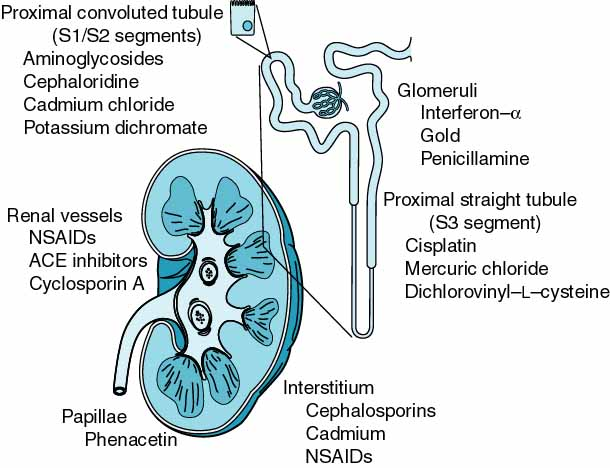 Proximal convoluted tubule
(S1/S2 segments)
Aminoglycosides
Cephaloridine
Cadmium chloride
Potassium dichromate
Glomeruli
Interferon–α
Gold
Penicillamine
Proximal straight tubule
(S3 segment)
Cisplatin
Mercuric chloride
Dichlorovinyl–L–cysteine
Renal vessels
NSAIDs
ACE inhibitors
Cyclosporin A
Papillae
Phenacetin
Interstitium
Cephalosporins
Cadmium
NSAIDs